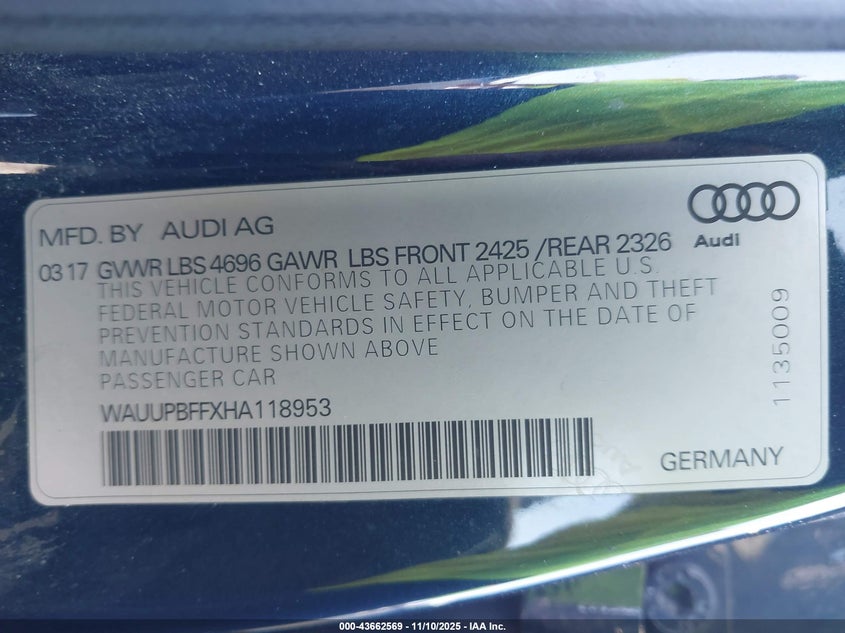 MFD. BY AUDI AG
Audi
03 17 GVWR LBS 4696 GAWR LBS FRONT 2425 /REAR 2326
THIS VEHICLE CONFORMS TO ALL APPLICABLE U.S.
FEDERAL MOTOR VEHICLE SAFETY, BUMPER AND THEFT
PREVENTION STANDARDS IN EFFECT ON THE DATE OF
MANUFACTURE SHOWN ABOVE
PASSENGER CAR
1135009
WAUUPBFFXHA118953
GERMANY
000-43662569 - 11/10/2025 - IAA Inc.